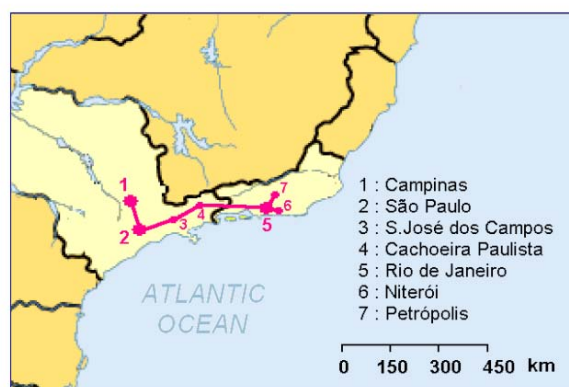 1
2
3
4
5
6
7
1 : Campinas
2 : São Paulo
3 : S.José dos Campos
4 : Cachoeira Paulista
5 : Rio de Janeiro
6 : Niterói
7 : Petrópolis
ATLANTIC
OCEAN
0 150 300 450 km